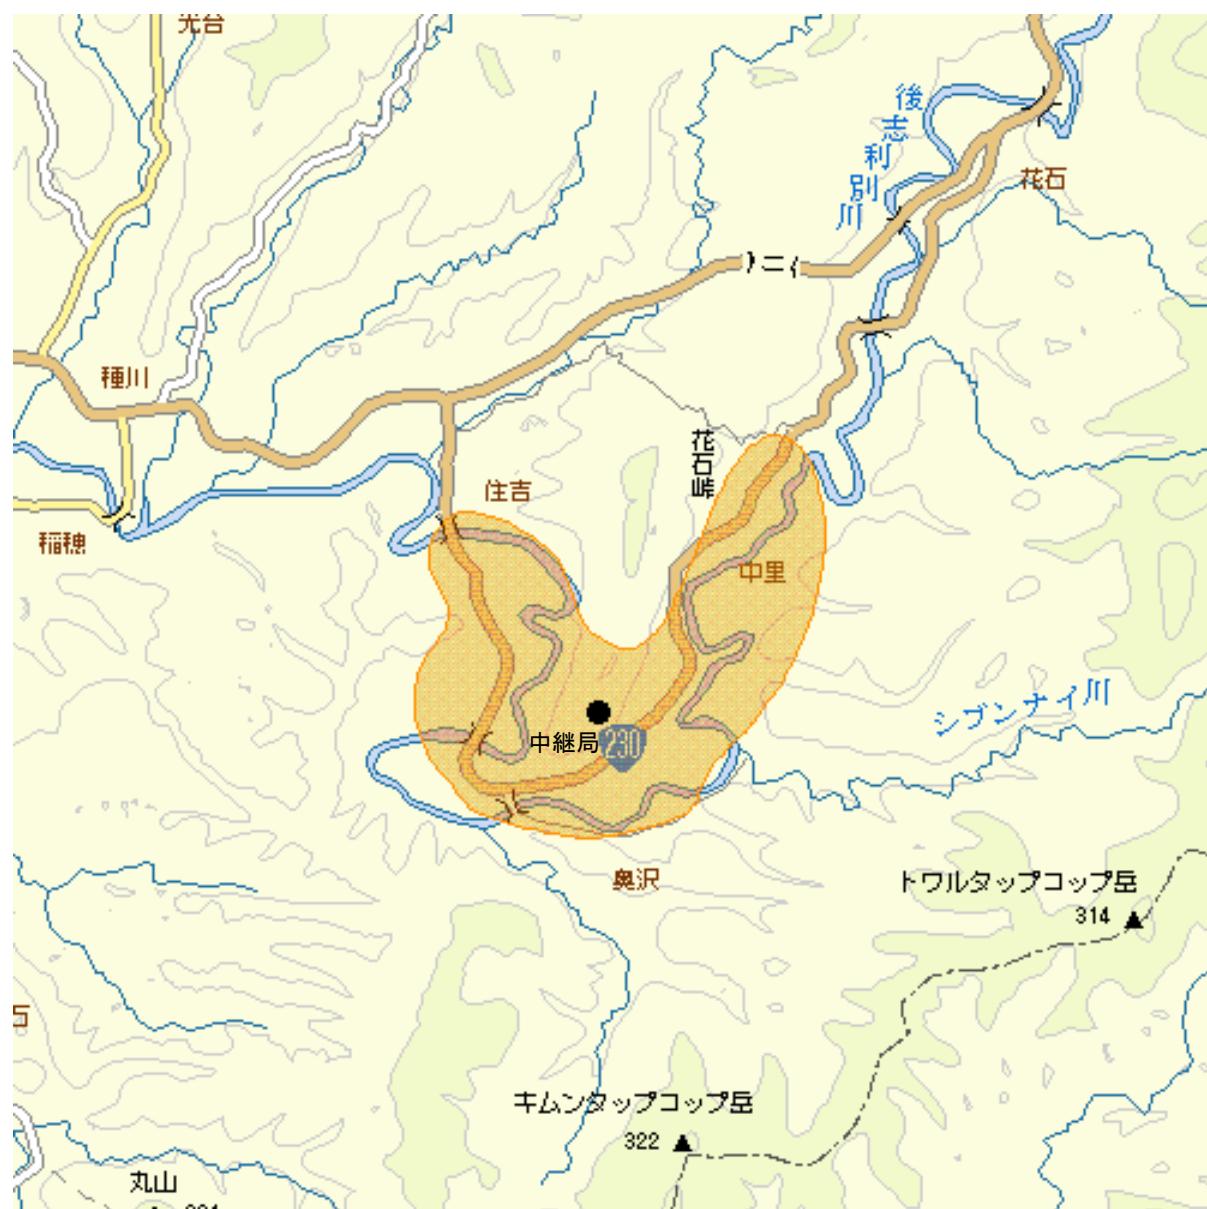 光台
後志利別川
花石
種川
花石峠
住吉
稲穂
中里
シブンナイ川
中継局
230
奥沢
トワルタップコップ岳
314
石
キムンタップコップ岳
322
丸山